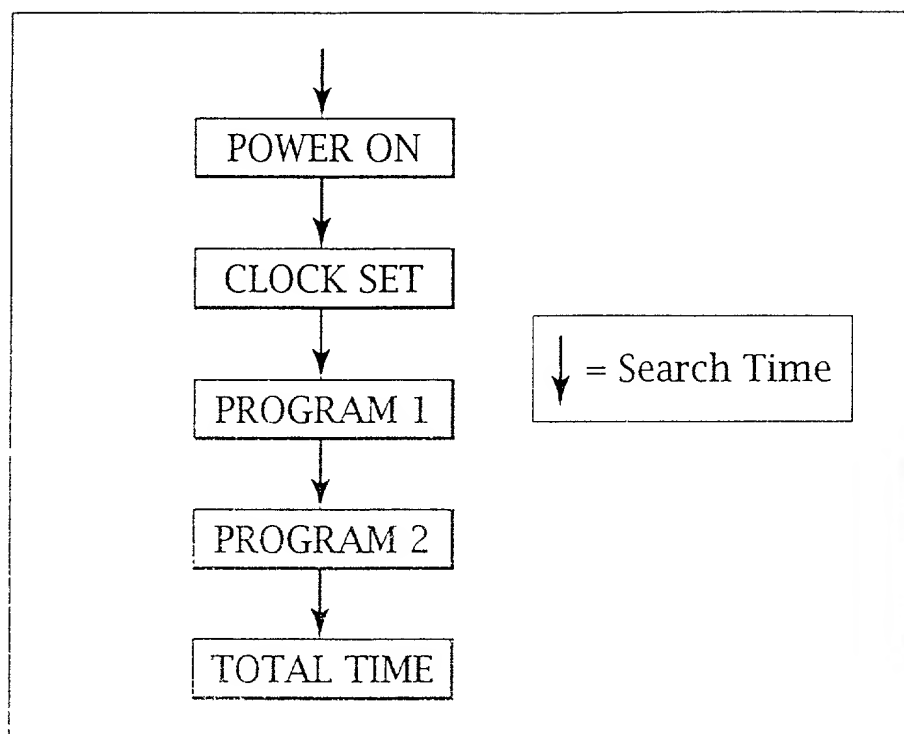 POWER ON
CLOCK SET
PROGRAM 1
= Search Time
PROGRAM 2
TOTAL TIME